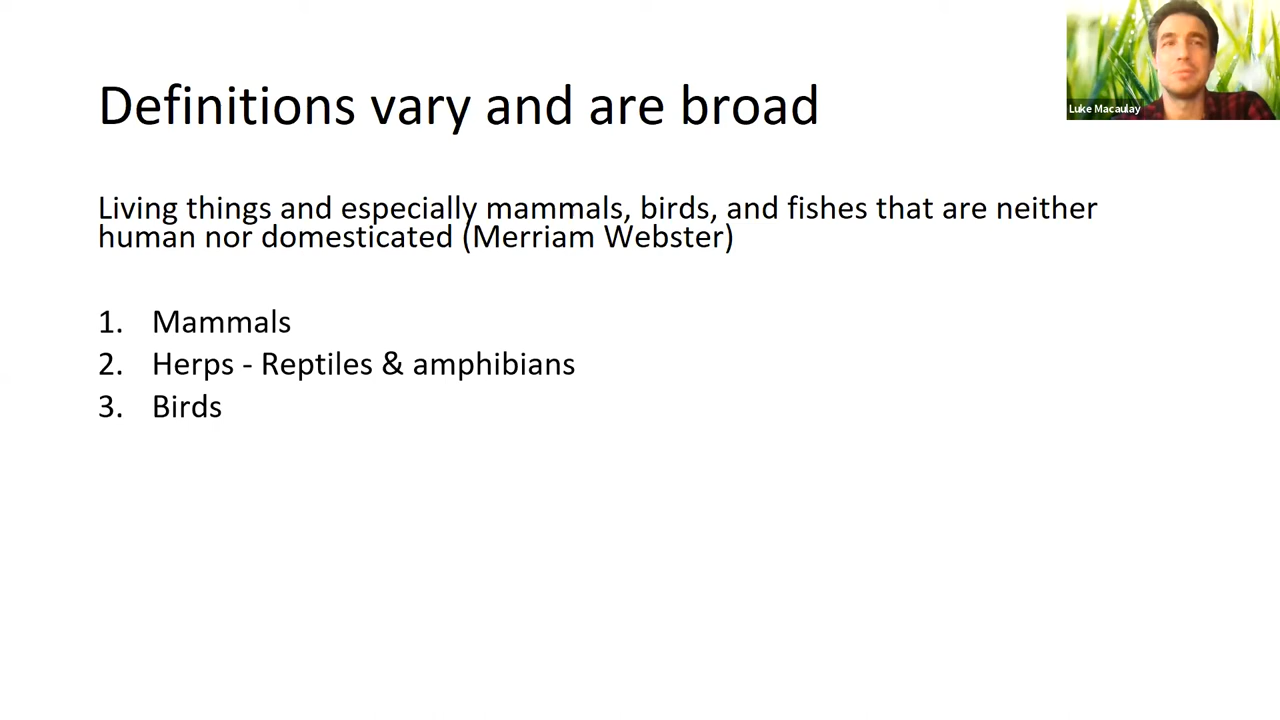 Definitions vary and are broad
Luke Macaulay
Living things and especially mammals, birds, and fishes that are neither
human nor domesticated (Merriam Webster)
1. Mammals
2. Herps - Reptiles & amphibians
3. Birds